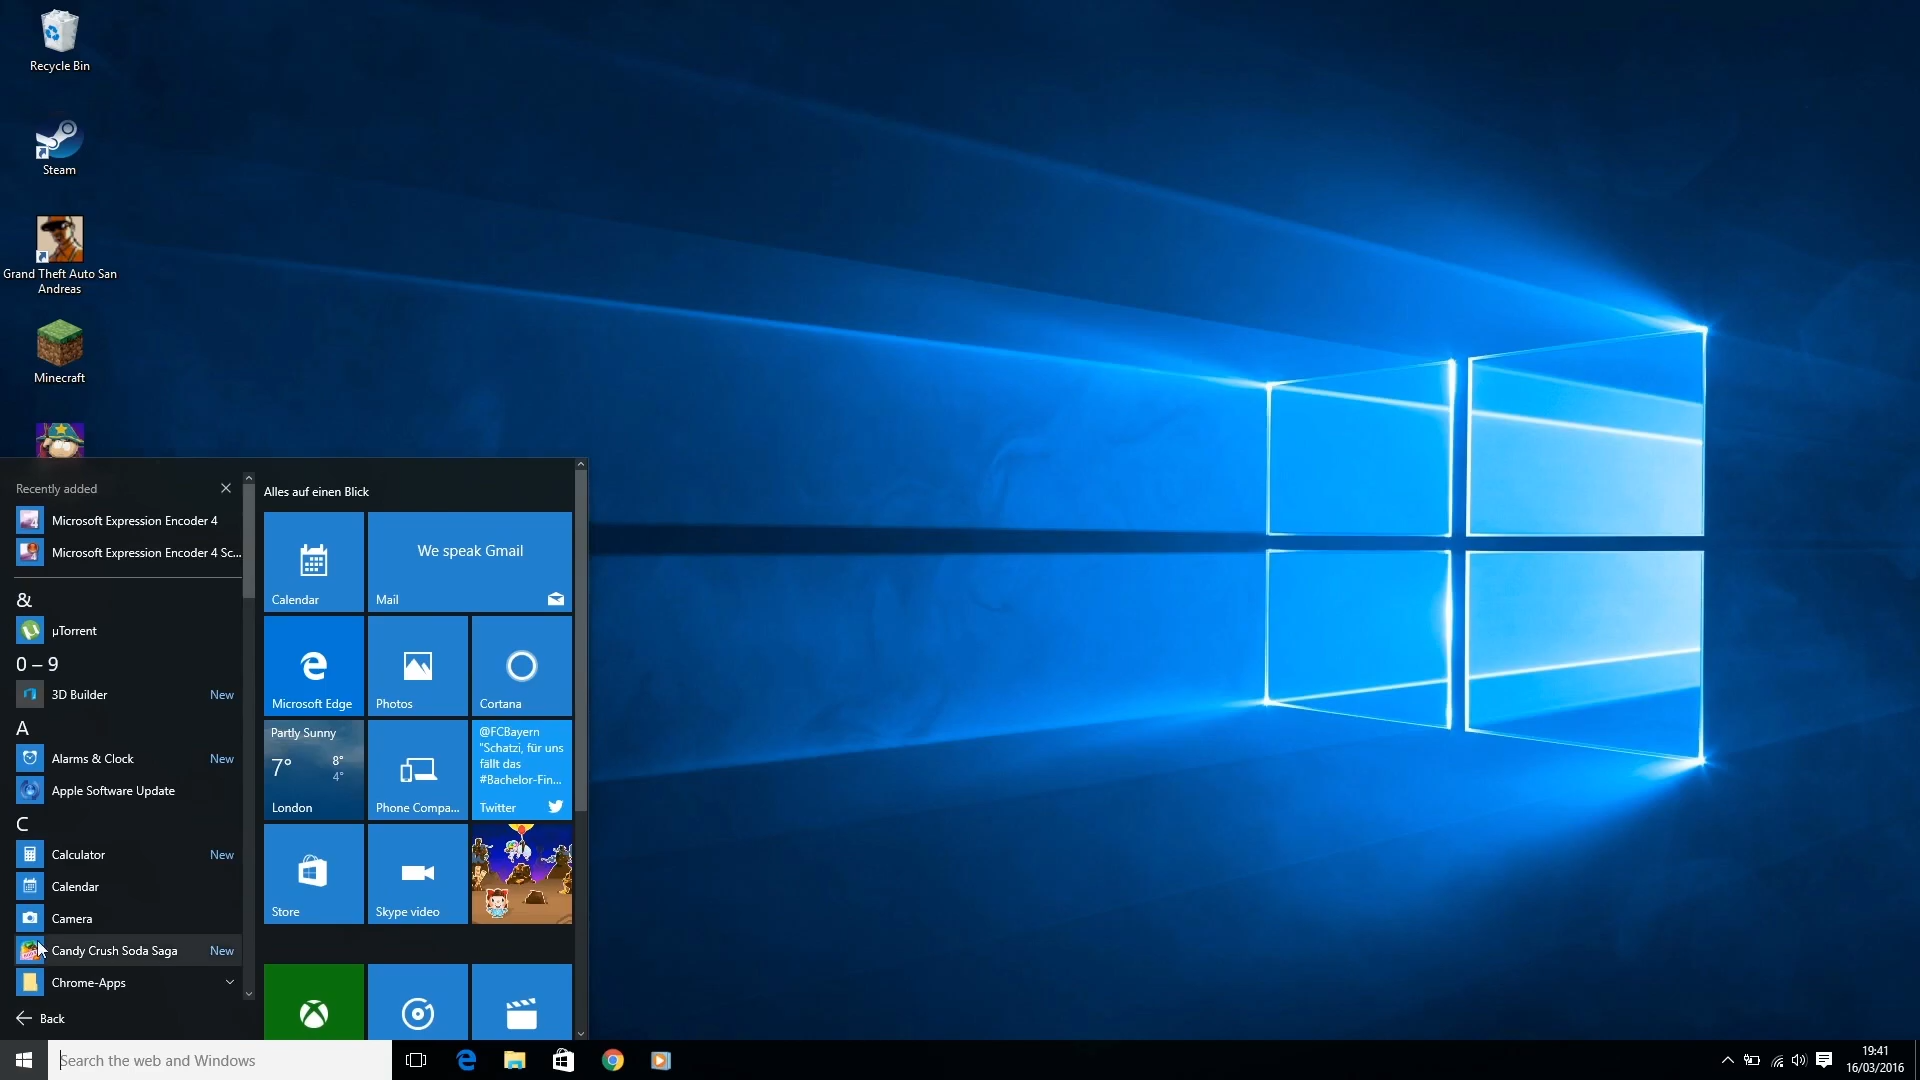 Recycle Bin
Steam
Grand Theft Auto San
Andreas
Minecraft
Recently added
Microsoft Expression Encoder 4
Microsoft Expression Encoder 4 Sc...
&
µTorrent
0 – 9
3D Builder New
A
Alarms & Clock New
Apple Software Update
C
Calculator New
Calendar
Camera
Candy Crush Soda Saga New
Chrome-Apps
Back
Alles auf einen Blick
Calendar
We speak Gmail
Mail
Microsoft Edge
Photos
Cortana
Partly Sunny
7°
8°
4°
London
Phone Compa...
@FCBayern
"Schatzi, für uns
fällt das
#Bachelor-Fin...
Twitter
Store
Skype video
Search the web and Windows
19:41
16/03/2016